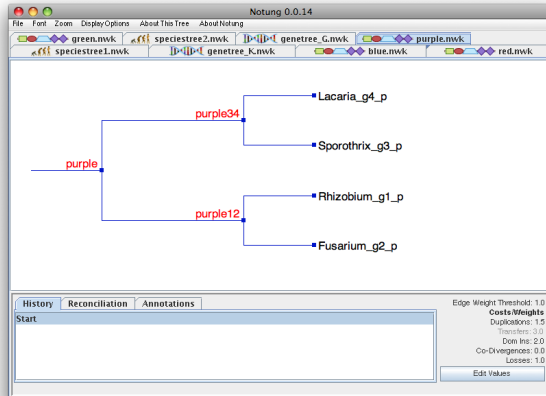 Notung 0.0.14
File Font Zoom Display Options About This Tree About Notung
green.nwk speciestree2.nwk genetree_G.nwk purple.nwk
speciestree1.nwk genetree_K.nwk blue.nwk red.nwk
Lacaria_g4_p
purple34
Sporothrix_g3_p
purple
Rhizobium_g1_p
purple12
Fusarium_g2_p
History Reconciliation Annotations
Start
Edge Weight Threshold: 1.0
Costs/Weights
Duplications: 1.5
Transfers: 3.0
Dom Ins: 2.0
Co-Divergences: 0.0
Losses: 1.0
Edit Values